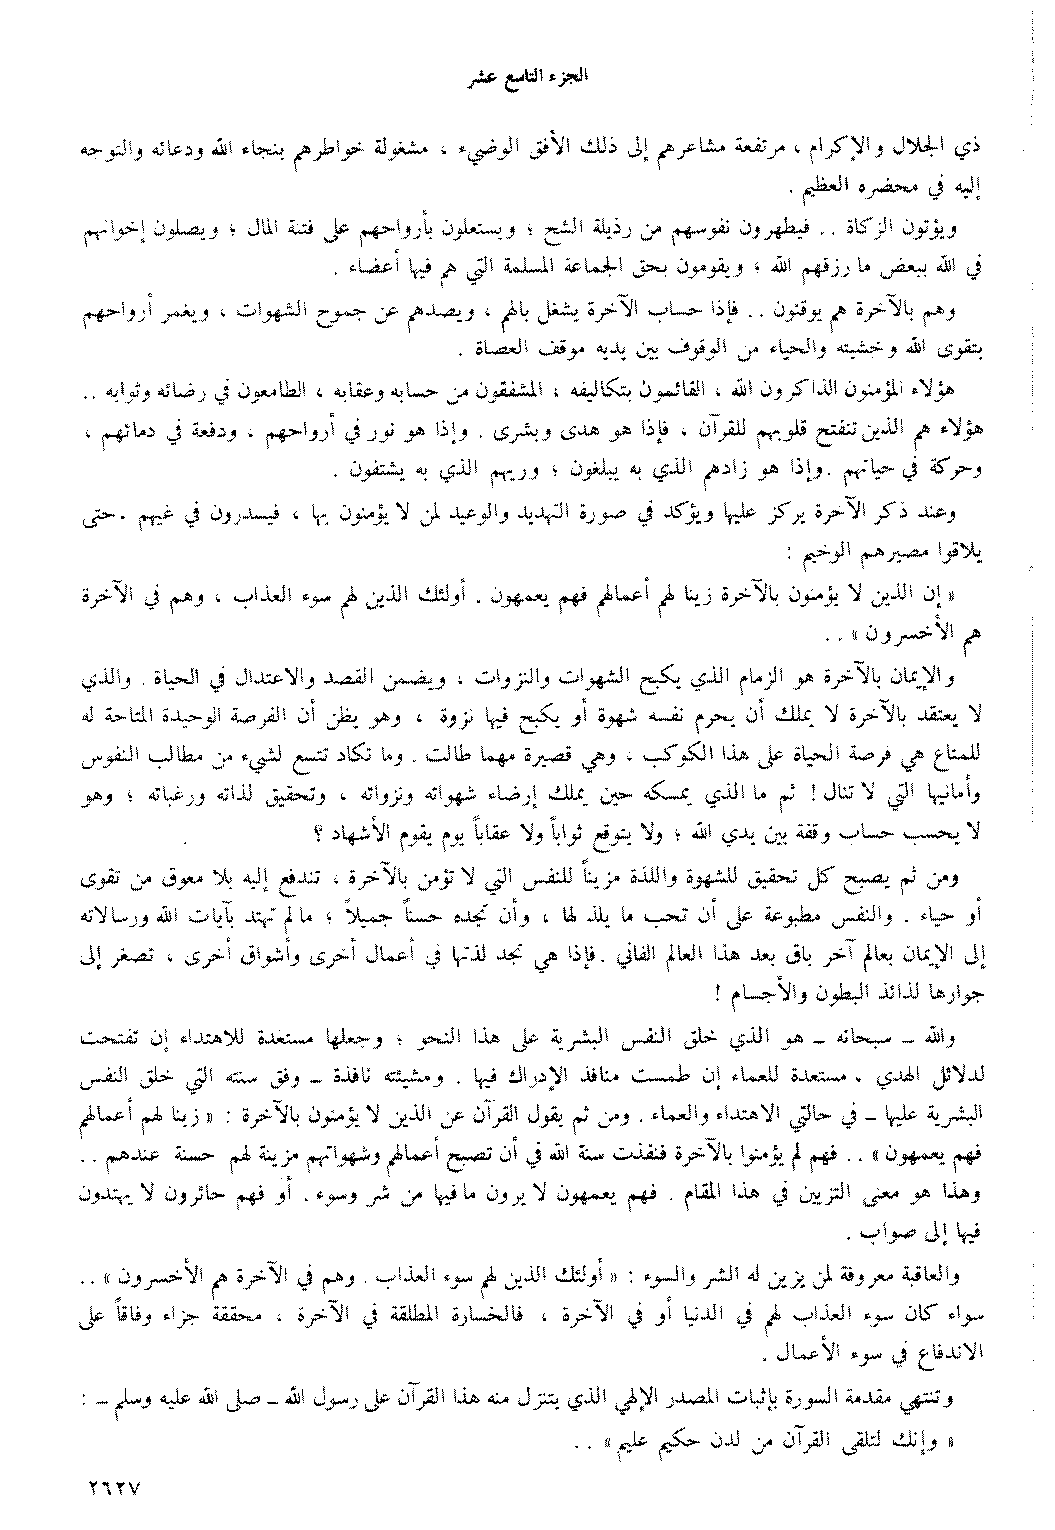 الجزء التاسع عشر
ذي الجلال والإكرام ، مرتفعة مشاعرهم إلى ذلك الأفق الوضيء ، مشغولة خواطرهم بنجاء الله ودعائه والتوجه
إليه في محضره العظيم .
ويؤتون الزكاة .. فيطهرون نفوسهم من رذيلة الشح ؛ ويستعلون بأرواحهم على فتنة المال ؛ ويصلون إخوانهم
في الله ببعض ما رزقهم الله ؛ ويقومون بحق الجماعة المسلمة التي هم فيها أعضاء .
وهم بالآخرة هم يوقنون .. فإذا حساب الآخرة يشغل بالهم ، ويصدهم عن جموح الشهوات ، ويغمر أرواحهم
بتقوى الله وخشيته والحياء من الوقوف بين يديه موقف العصاة .
هؤلاء المؤمنون الذاكرون الله ، القائمون بتكاليفه ، المشفقون من حسابه وعقابه ، الطامعون في رضائه وثوابه ..
هؤلاء هم الذين تنفتح قلوبهم للقرآن ، فإذا هو هدى وبشرى . وإذا هو نور في أرواحهم ، ودفعة في دمائهم ،
وحركة في حياتهم . وإذا هو زادهم الذي به يبلغون ؛ وريهم الذي به يشتفون .
وعند ذكر الآخرة يركز عليها ويؤكد في صورة التهديد والوعيد لمن لا يؤمنون بها ، فيسدرون في غيهم . حتى
يلاقوا مصيرهم الوخيم :
« إن الذين لا يؤمنون بالآخرة زينا لهم أعمالهم فهم يعمهون . أولئك الذين لهم سوء العذاب ، وهم في الآخرة
هم الأخسرون » ..
والإيمان بالآخرة هو الزمام الذي يكبح الشهوات والنزوات ، ويضمن القصد والاعتدال في الحياة . والذي
لا يعتقد بالآخرة لا يملك أن يحرم نفسه شهوة أو يكبح فيها نزوة ، وهو يظن أن الفرصة الوحيدة المتاحة له
للمتاع هي فرصة الحياة على هذا الكوكب ، وهي قصيرة مهما طالت . وما تكاد تتسع لشيء من مطالب النفوس
وأمانيها التي لا تنال ! ثم ما الذي يمسكه حين يملك إرضاء شهواته ونزواته ، وتحقيق لذاته ورغباته ؛ وهو
لا يحسب حساب وقفة بين يدي الله ؛ ولا يتوقع ثواباً ولا عقاباً يوم يقوم الأشهاد ؟
ومن ثم يصبح كل تحقيق للشهوة واللذة مزيناً للنفس التي لا تؤمن بالآخرة ، تندفع إليه بلا معوق من تقوى
أو حياء . والنفس مطبوعة على أن تحب ما يلذ لها ، وأن تجده حسناً جميلاً ؛ ما لم تهتد بآيات الله ورسالاته
إلى الإيمان بعالم آخر باق بعد هذا العالم الفاني . فإذا هي تجد لذتها في أعمال أخرى وأشواق أخرى ، تصغر إلى
جوارها لذائذ البطون والأجسام !
والله – سبحانه – هو الذي خلق النفس البشرية على هذا النحو ؛ وجعلها مستعدة للاهتداء إن تفتحت
لدلائل الهدي ، مستعدة للعماء إن طمست منافذ الإدراك فيها . ومشيئته نافذة – وفق سنته التي خلق النفس
البشرية عليها – في حالتي الاهتداء والعماء . ومن ثم يقول القرآن عن الذين لا يؤمنون بالآخرة : « زينا لهم أعمالهم
فهم يعمهون » .. فهم لم يؤمنوا بالآخرة فنفذت سنة الله في أن تصبح أعمالهم وشهواتهم مزينة لهم حسنة عندهم ..
وهذا هو معنى التزيين في هذا المقام . فهم يعمهون لا يرون ما فيها من شر وسوء . أو فهم حائرون لا يهتدون
فيها إلى صواب .
والعاقبة معروفة لمن يزين له الشر والسوء : « أولئك الذين لهم سوء العذاب . وهم في الآخرة هم الأخسرون » ..
سواء كان سوء العذاب لهم في الدنيا أو في الآخرة ، فالخسارة المطلقة في الآخرة ، محققة جزاء وفاقاً على
الاندفاع في سوء الأعمال .
وتنتهي مقدمة السورة بإثبات المصدر الإلهي الذي يتنزل منه هذا القرآن على رسول الله – صلى الله عليه وسلم – :
« وإنك لتلقى القرآن من لدن حكيم عليم » ..
٢٦٢٧